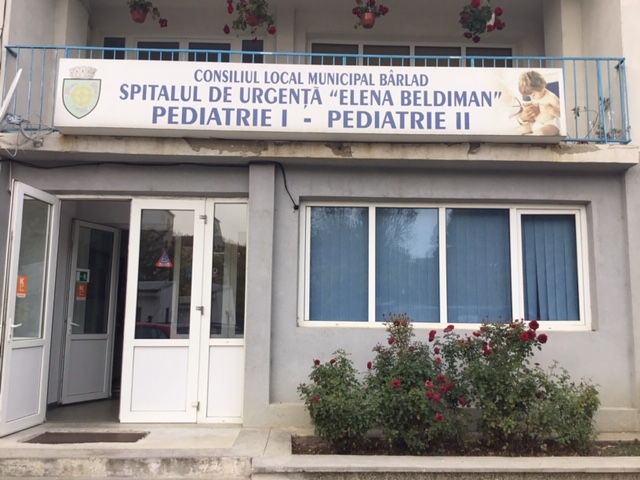 CONSILIUL LOCAL MUNICIPAL BÂRLAD
SPITALUL DE URGENȚĂ "ELENA BELDIMAN"
PEDIATRIE I - PEDIATRIE II